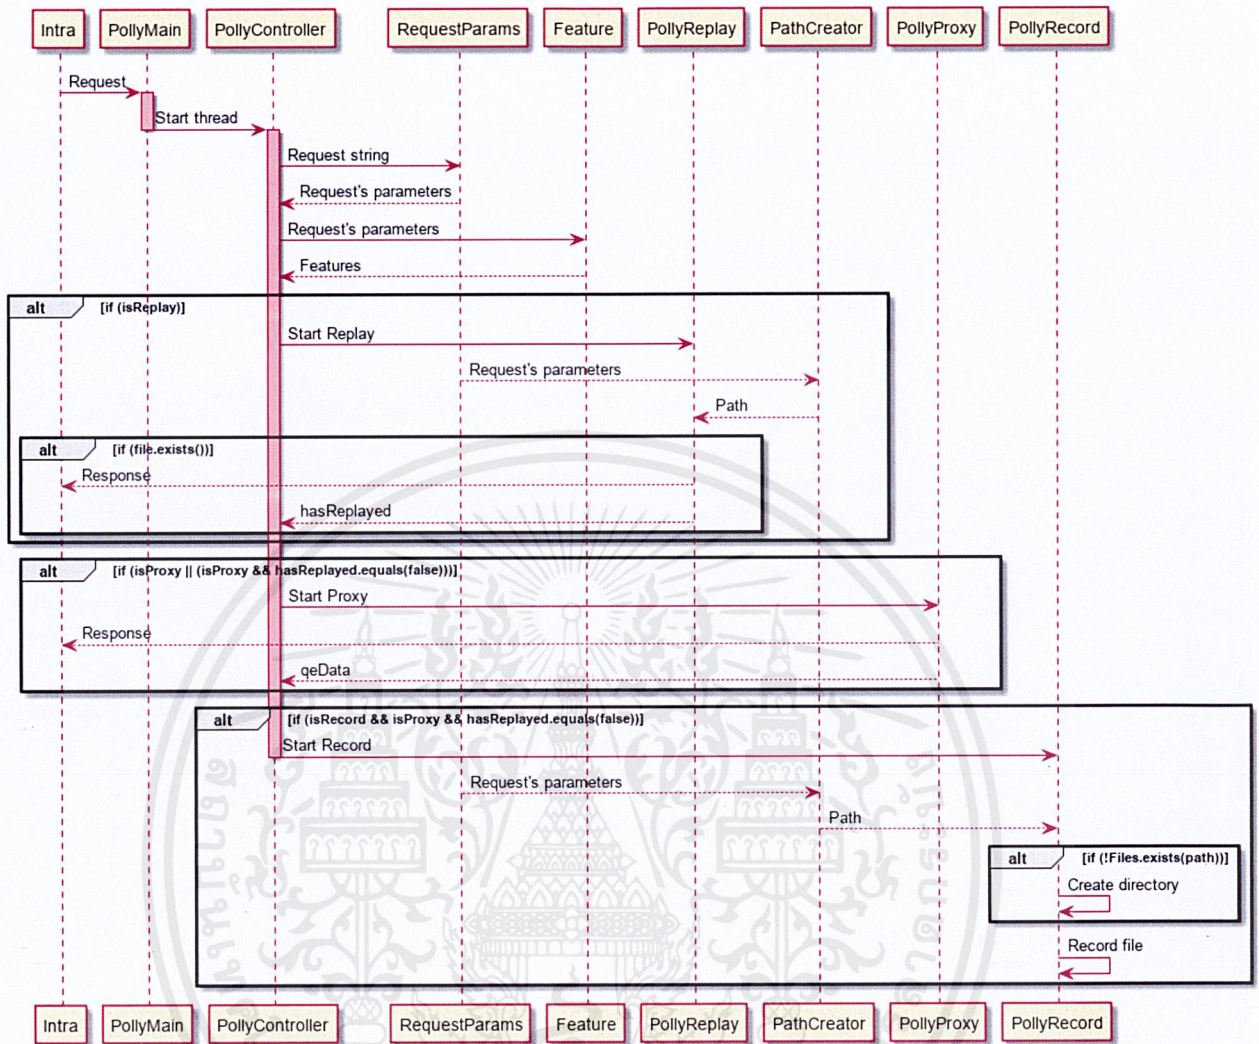 Intra PollyMain PollyController RequestParams Feature PollyReplay PathCreator PollyProxy PollyRecord
Request
Start thread
Request string
Request's parameters
Request's parameters
Features
alt [if (isReplay)]
Start Replay
Request's parameters
Path
alt [if (file.exists())]
Response
hasReplayed
alt [if (isProxy || (isProxy && hasReplayed.equals(false)))]
Start Proxy
Response
qeData
alt [if (isRecord && isProxy && hasReplayed.equals(false))]
Start Record
Request's parameters
Path
alt [if (!Files.exists(path))]
Create directory
Record file
Intra PollyMain PollyController RequestParams Feature PollyReplay PathCreator PollyProxy PollyRecord